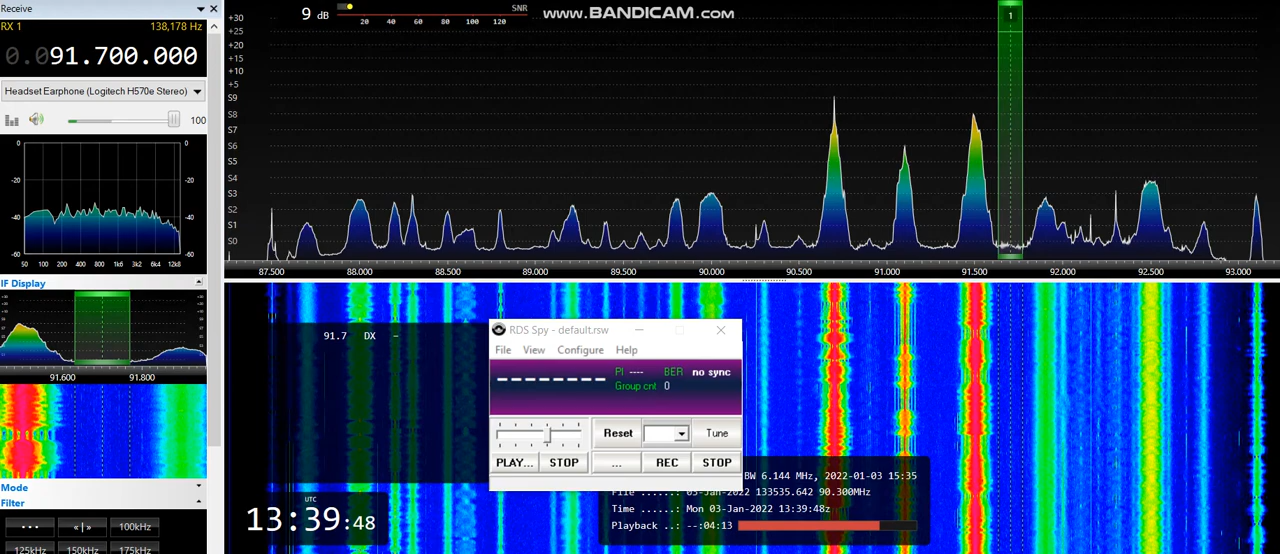 Receive
RX 1 138,178 Hz
0.091.700.000
Headset Earphone (Logitech H570e Stereo)
100
0 0
-20 -20
-40 -40
-60 -60
50 100 200 400 800 1k6 3k2 6k4 12k8
IF Display
91.600 91.800
Mode
Filter
... «|» 100kHz
125kHz 150kHz 175kHz
9 dB
SNR
20 40 60 80 100 120
www.BANDICAM.com
1
+30
+25
+20
+15
+10
+5
S9
S8
S7
S6
S5
S4
S3
S2
S1
S0
87.500 88.000 88.500 89.000 89.500 90.000 90.500 91.000 91.500 92.000 92.500 93.000
91.7 DX –
RDS Spy - default.rsw
File View Configure Help
-------- PI ---- BER no sync
Group cnt 0
Reset Tune
PLAY... STOP ... REC STOP
BW 6.144 MHz, 2022-01-03 15:35
File ......: 03-Jan-2022 133535.642 90.300MHz
Time ......: Mon 03-Jan-2022 13:39:48z
Playback ..: --:04:13
UTC
13:39:48